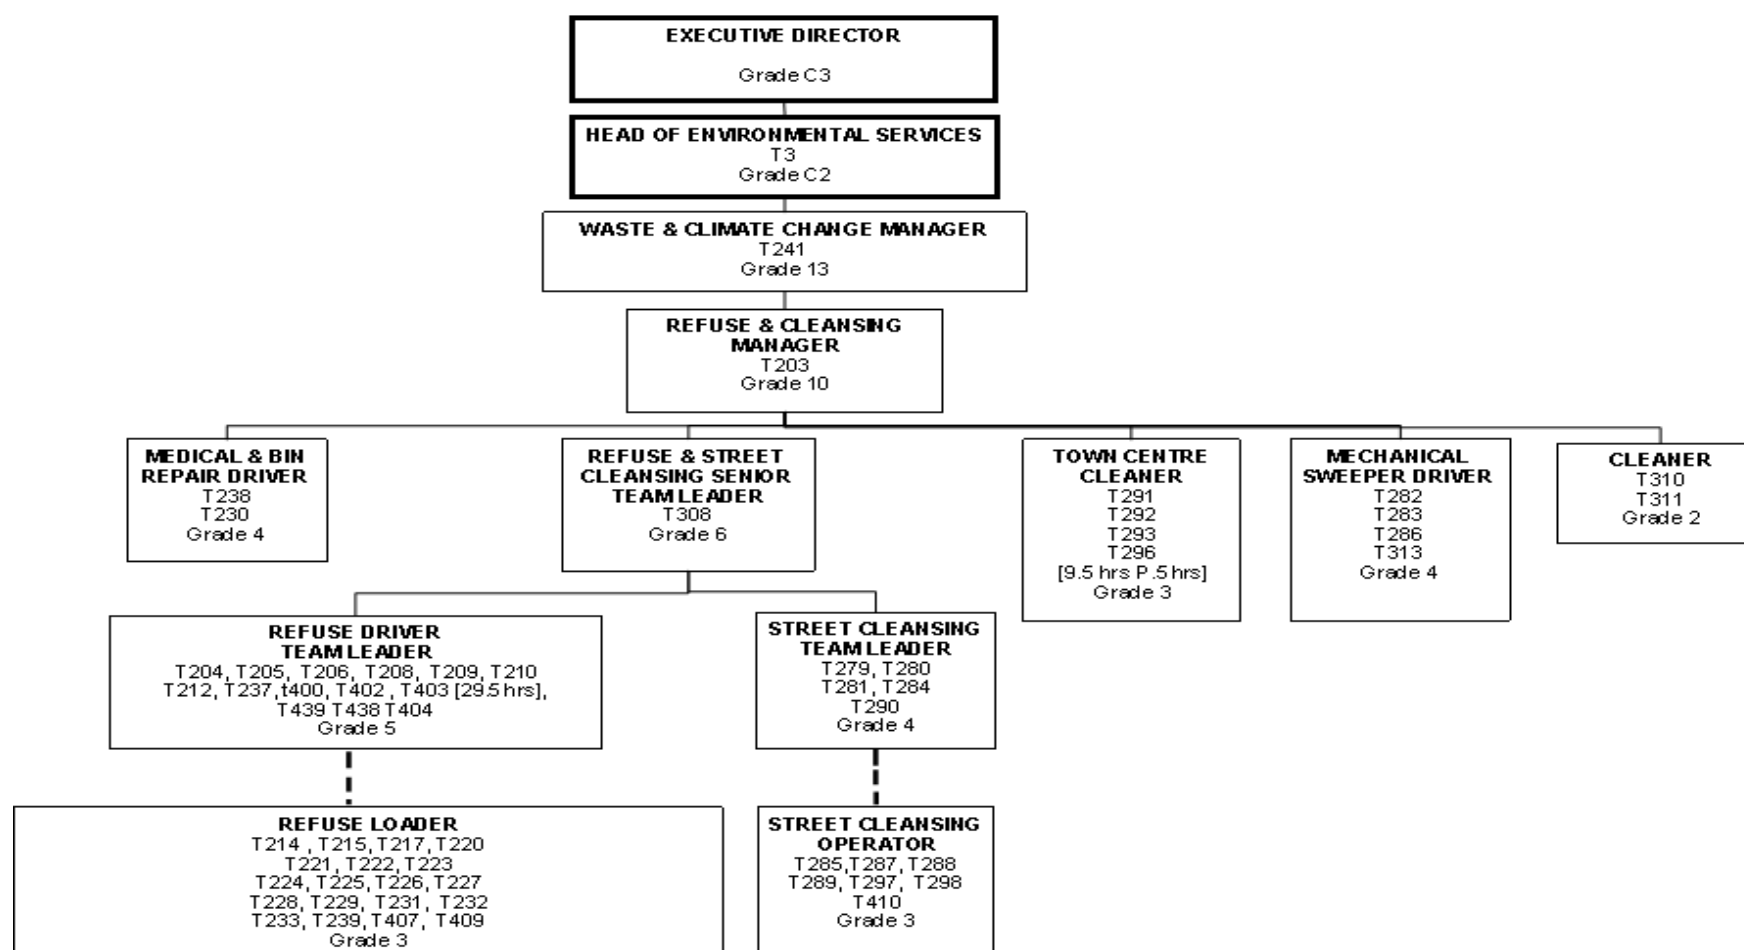 EXECUTIVE DIRECTOR
Grade C3
HEAD OF ENVIRONMENTAL SERVICES
T3
Grade C2
WASTE & CLIMATE CHANGE MANAGER
T241
Grade 13
REFUSE & CLEANSING
MANAGER
T203
Grade 10
MEDICAL & BIN
REPAIR DRIVER
T238
T230
Grade 4
REFUSE & STREET
CLEANSING SENIOR
TEAM LEADER
T308
Grade 6
TOWN CENTRE
CLEANER
T291
T292
T293
T296
[9.5 hrs P.5 hrs]
Grade 3
MECHANICAL
SWEEPER DRIVER
T282
T283
T286
T313
Grade 4
CLEANER
T310
T311
Grade 2
REFUSE DRIVER
TEAM LEADER
T204, T205, T206, T208, T209, T210
T212, T237, t400, T402 , T403 [29.5 hrs],
T439 T438 T404
Grade 5
STREET CLEANSING
TEAM LEADER
T279, T280
T281, T284
T290
Grade 4
REFUSE LOADER
T214 , T215, T217, T220
T221, T222, T223
T224, T225, T226, T227
T228, T229, T231, T232
T233, T239, T407, T409
Grade 3
STREET CLEANSING
OPERATOR
T285, T287, T288
T289, T297, T298
T410
Grade 3